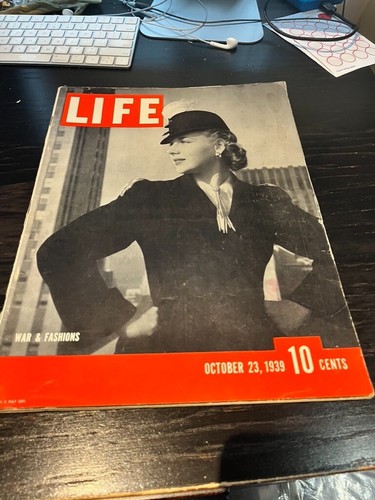 LIFE
WAR & FASHIONS
OCTOBER 23, 1939 10 CENTS